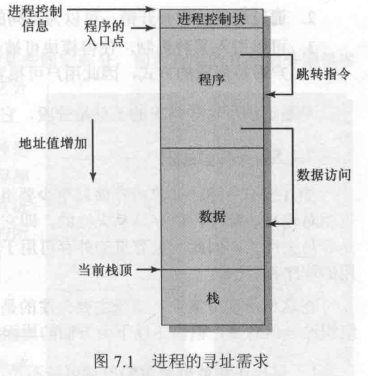 进程控制
信息
程序的
入口点
进程控制块
程序
跳转指令
地址值增加
数据访问
数据
当前栈顶
栈
图 7.1 进程的寻址需求